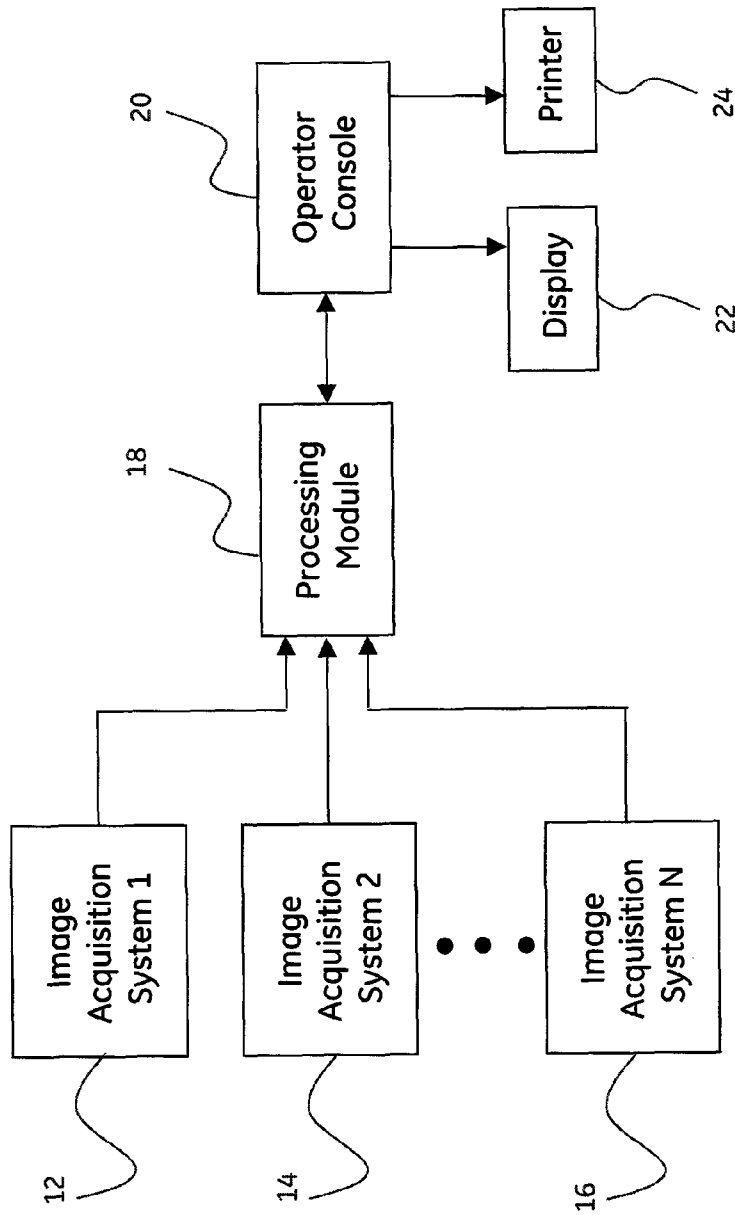 12
Image
Acquisition
System 1
14
Image
Acquisition
System 2
16
Image
Acquisition
System N
18
Processing
Module
20
Operator
Console
Display
22
Printer
24